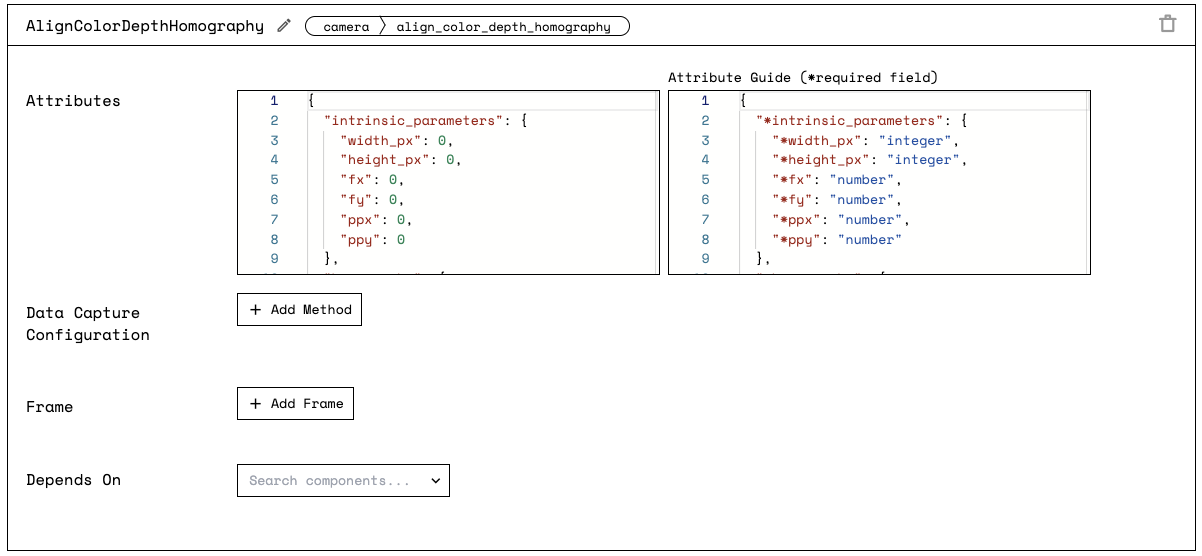 AlignColorDepthHomography camera align_color_depth_homography
Attribute Guide (*required field)
Attributes
1 {
2 "intrinsic_parameters": {
3 "width_px": 0,
4 "height_px": 0,
5 "fx": 0,
6 "fy": 0,
7 "ppx": 0,
8 "ppy": 0
9 },
1 {
2 "*intrinsic_parameters": {
3 "*width_px": "integer",
4 "*height_px": "integer",
5 "*fx": "number",
6 "*fy": "number",
7 "*ppx": "number",
8 "*ppy": "number"
9 },
Data Capture
Configuration
+ Add Method
Frame
+ Add Frame
Depends On
Search components...